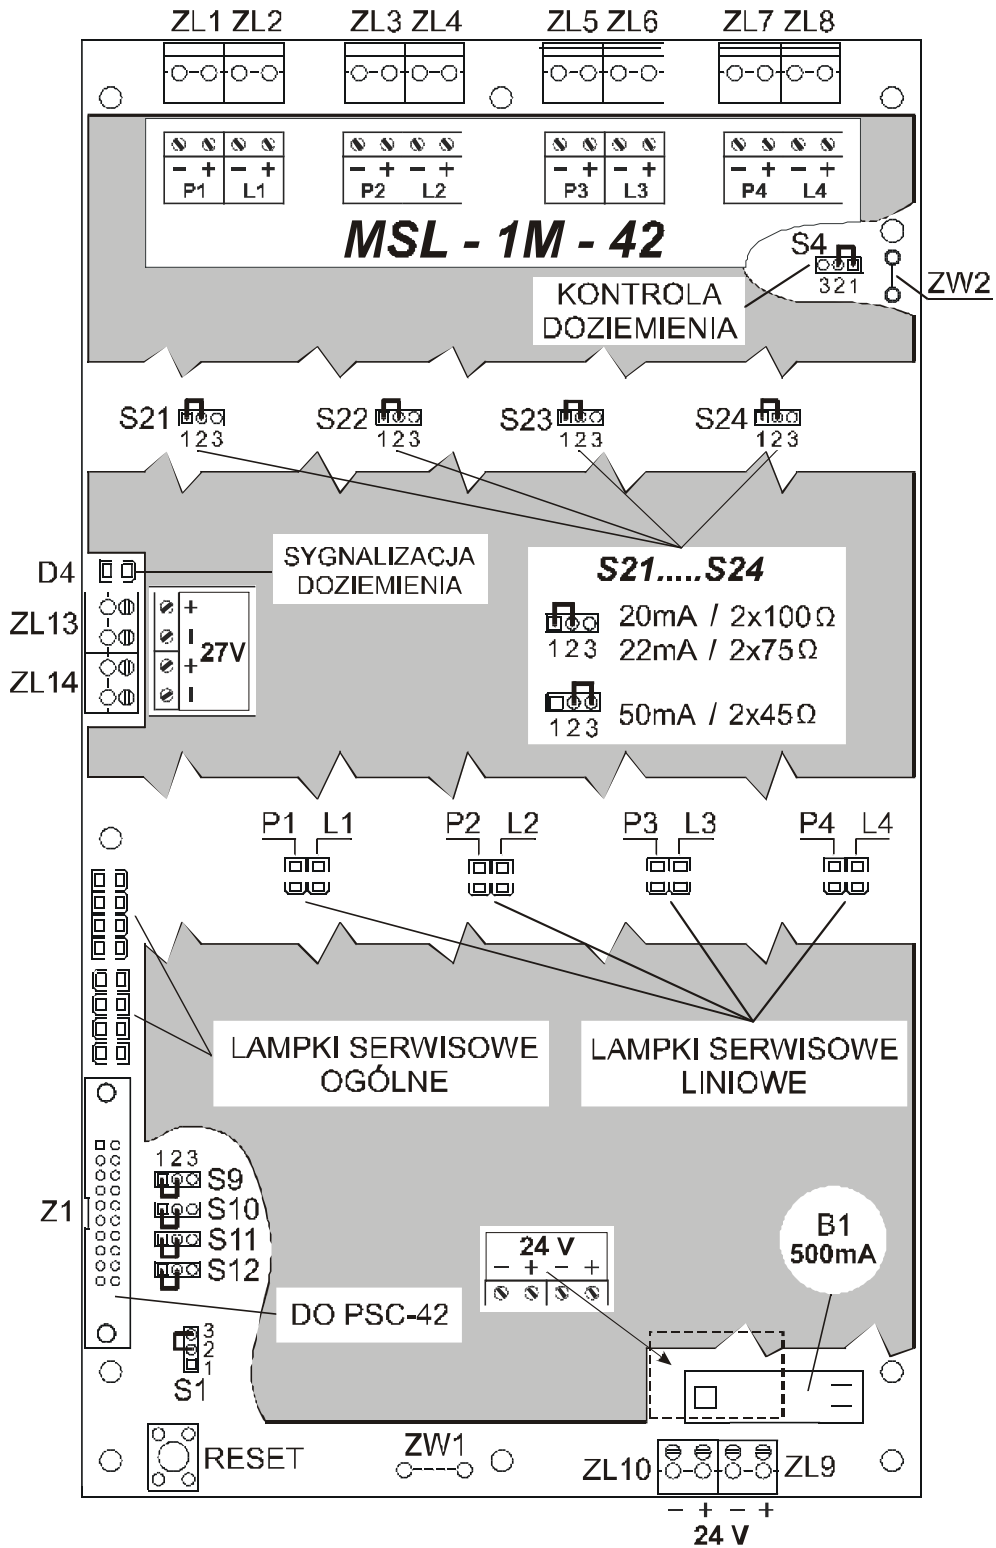 ZL1 ZL2 ZL3 ZL4 ZL5 ZL6 ZL7 ZL8
− + − + − + − + − + − + − + − +
P1 L1 P2 L2 P3 L3 P4 L4
MSL - 1M - 42
S4
321
ZW2
KONTROLA
DOZIEMIENIA
S21 S22 S23 S24
123 123 123 123
D4
SYGNALIZACJA
DOZIEMIENIA
ZL13
ZL14
+
−
+
−
27V
S21.....S24
20mA / 2x100Ω
123 22mA / 2x75Ω
50mA / 2x45Ω
123
P1 L1 P2 L2 P3 L3 P4 L4
LAMPKI SERWISOWE
OGÓLNE
LAMPKI SERWISOWE
LINIOWE
Z1
123
S9
S10
S11
S12
DO PSC-42
24 V
− + − +
B1
500mA
3
2
1
S1
RESET
ZW1
ZL10 ZL9
− + − +
24 V